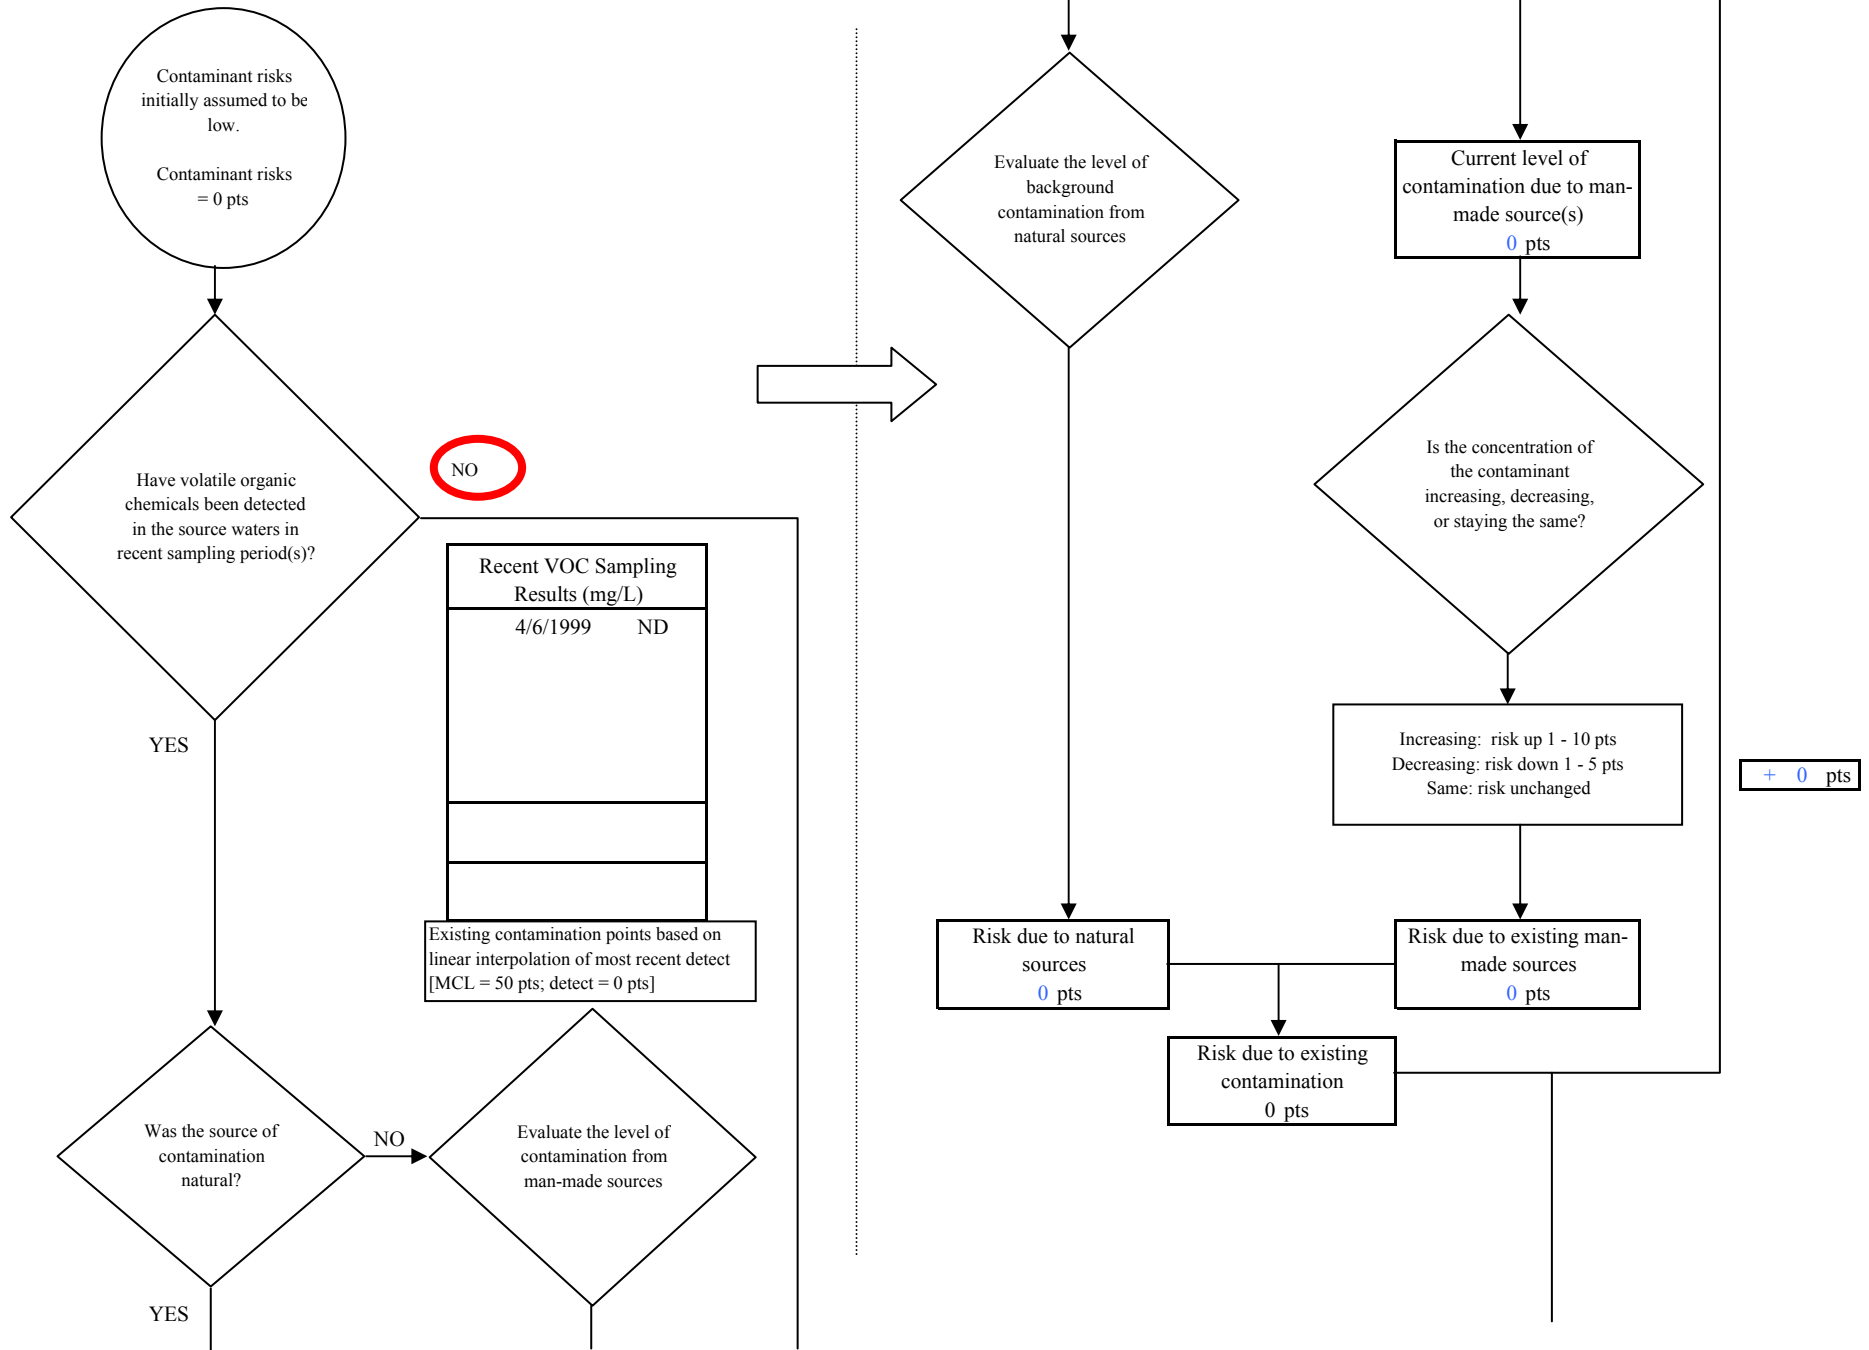 Contaminant risks
initially assumed to be
low.
Contaminant risks
= 0 pts
Have volatile organic
chemicals been detected
in the source waters in
recent sampling period(s)?
NO
Recent VOC Sampling
Results (mg/L)
4/6/1999 ND
YES
Existing contamination points based on
linear interpolation of most recent detect
[MCL = 50 pts; detect = 0 pts]
Was the source of
contamination
natural?
NO
Evaluate the level of
contamination from
man-made sources
YES
Evaluate the level of
background
contamination from
natural sources
Current level of
contamination due to man-
made source(s)
0 pts
Is the concentration of
the contaminant
increasing, decreasing,
or staying the same?
Increasing: risk up 1 - 10 pts
Decreasing: risk down 1 - 5 pts
Same: risk unchanged
+ 0 pts
Risk due to natural
sources
0 pts
Risk due to existing man-
made sources
0 pts
Risk due to existing
contamination
0 pts